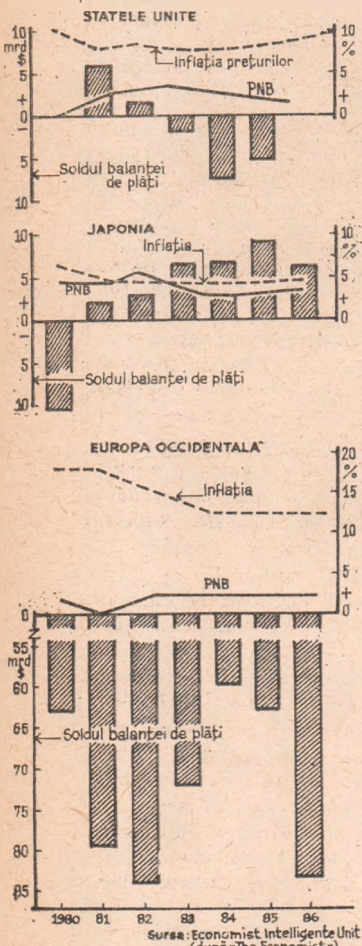 STATELE UNITE
mrd
$
10
5
+
0
−
5
10
10
%
5
+
0
Inflația prețurilor
PNB
Soldul balanței
de plăți
JAPONIA
10
5
+
0
−
5
10
10
%
5
+
0
Inflația
PNB
Soldul balanței de plăți
EUROPA OCCIDENTALĂ
20
%
15
10
5
+
0
Inflația
PNB
0
55
mrd
$
60
65
70
75
80
85
Soldul balanței de plăți
1980 81 82 83 84 85 86
Sursa: Economist Intelligente Unit
(după «The Economist»)